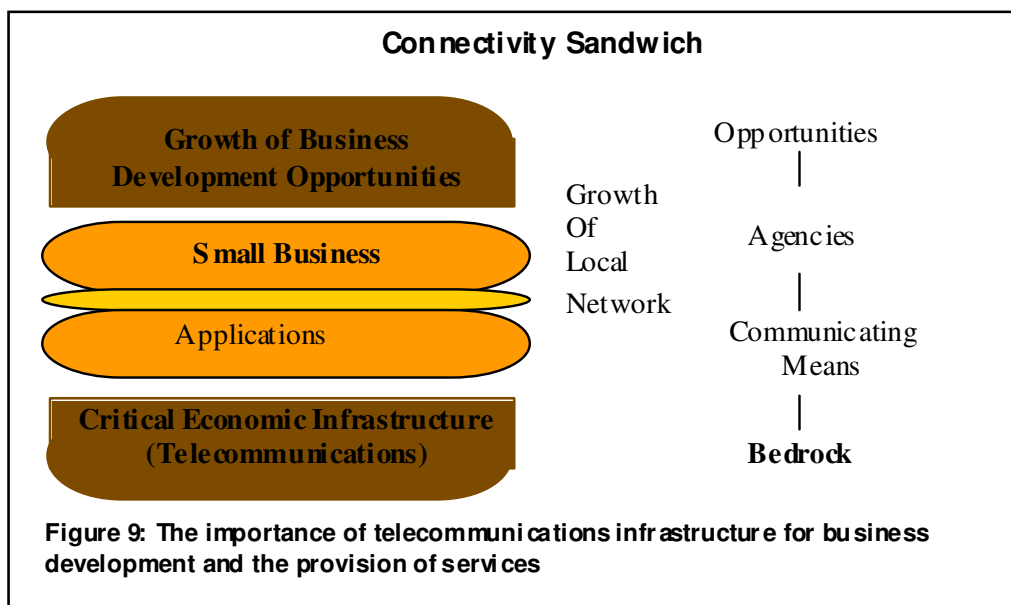 Connectivity Sandwich
Growth of Business
Development Opportunities
Small Business
Applications
Critical Economic Infrastructure
(Telecommunications)
Growth
Of
Local
Network
Opportunities
Agencies
Communicating
Means
Bedrock
Figure 9: The importance of telecommunications infrastructure for business
development and the provision of services